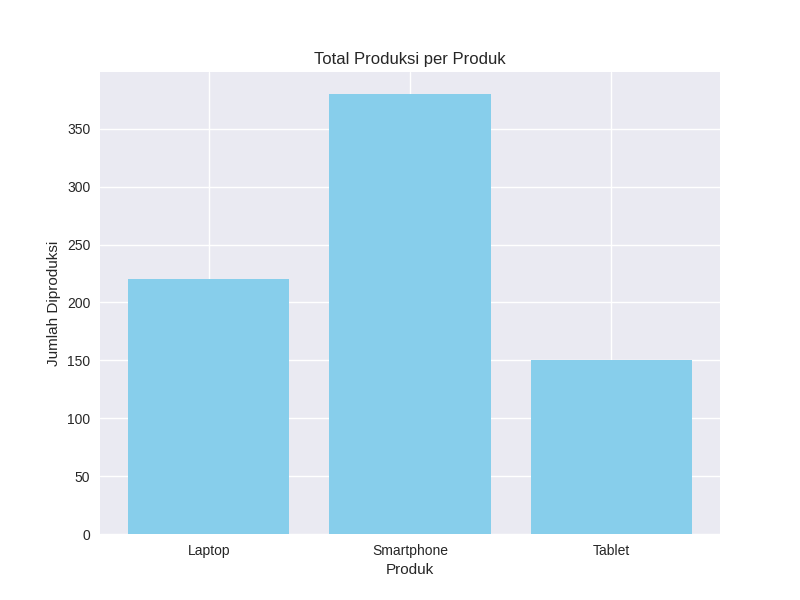 Total Produksi per Produk
Jumlah Diproduksi
350
300
250
200
150
100
50
0
Laptop
Smartphone
Tablet
Produk